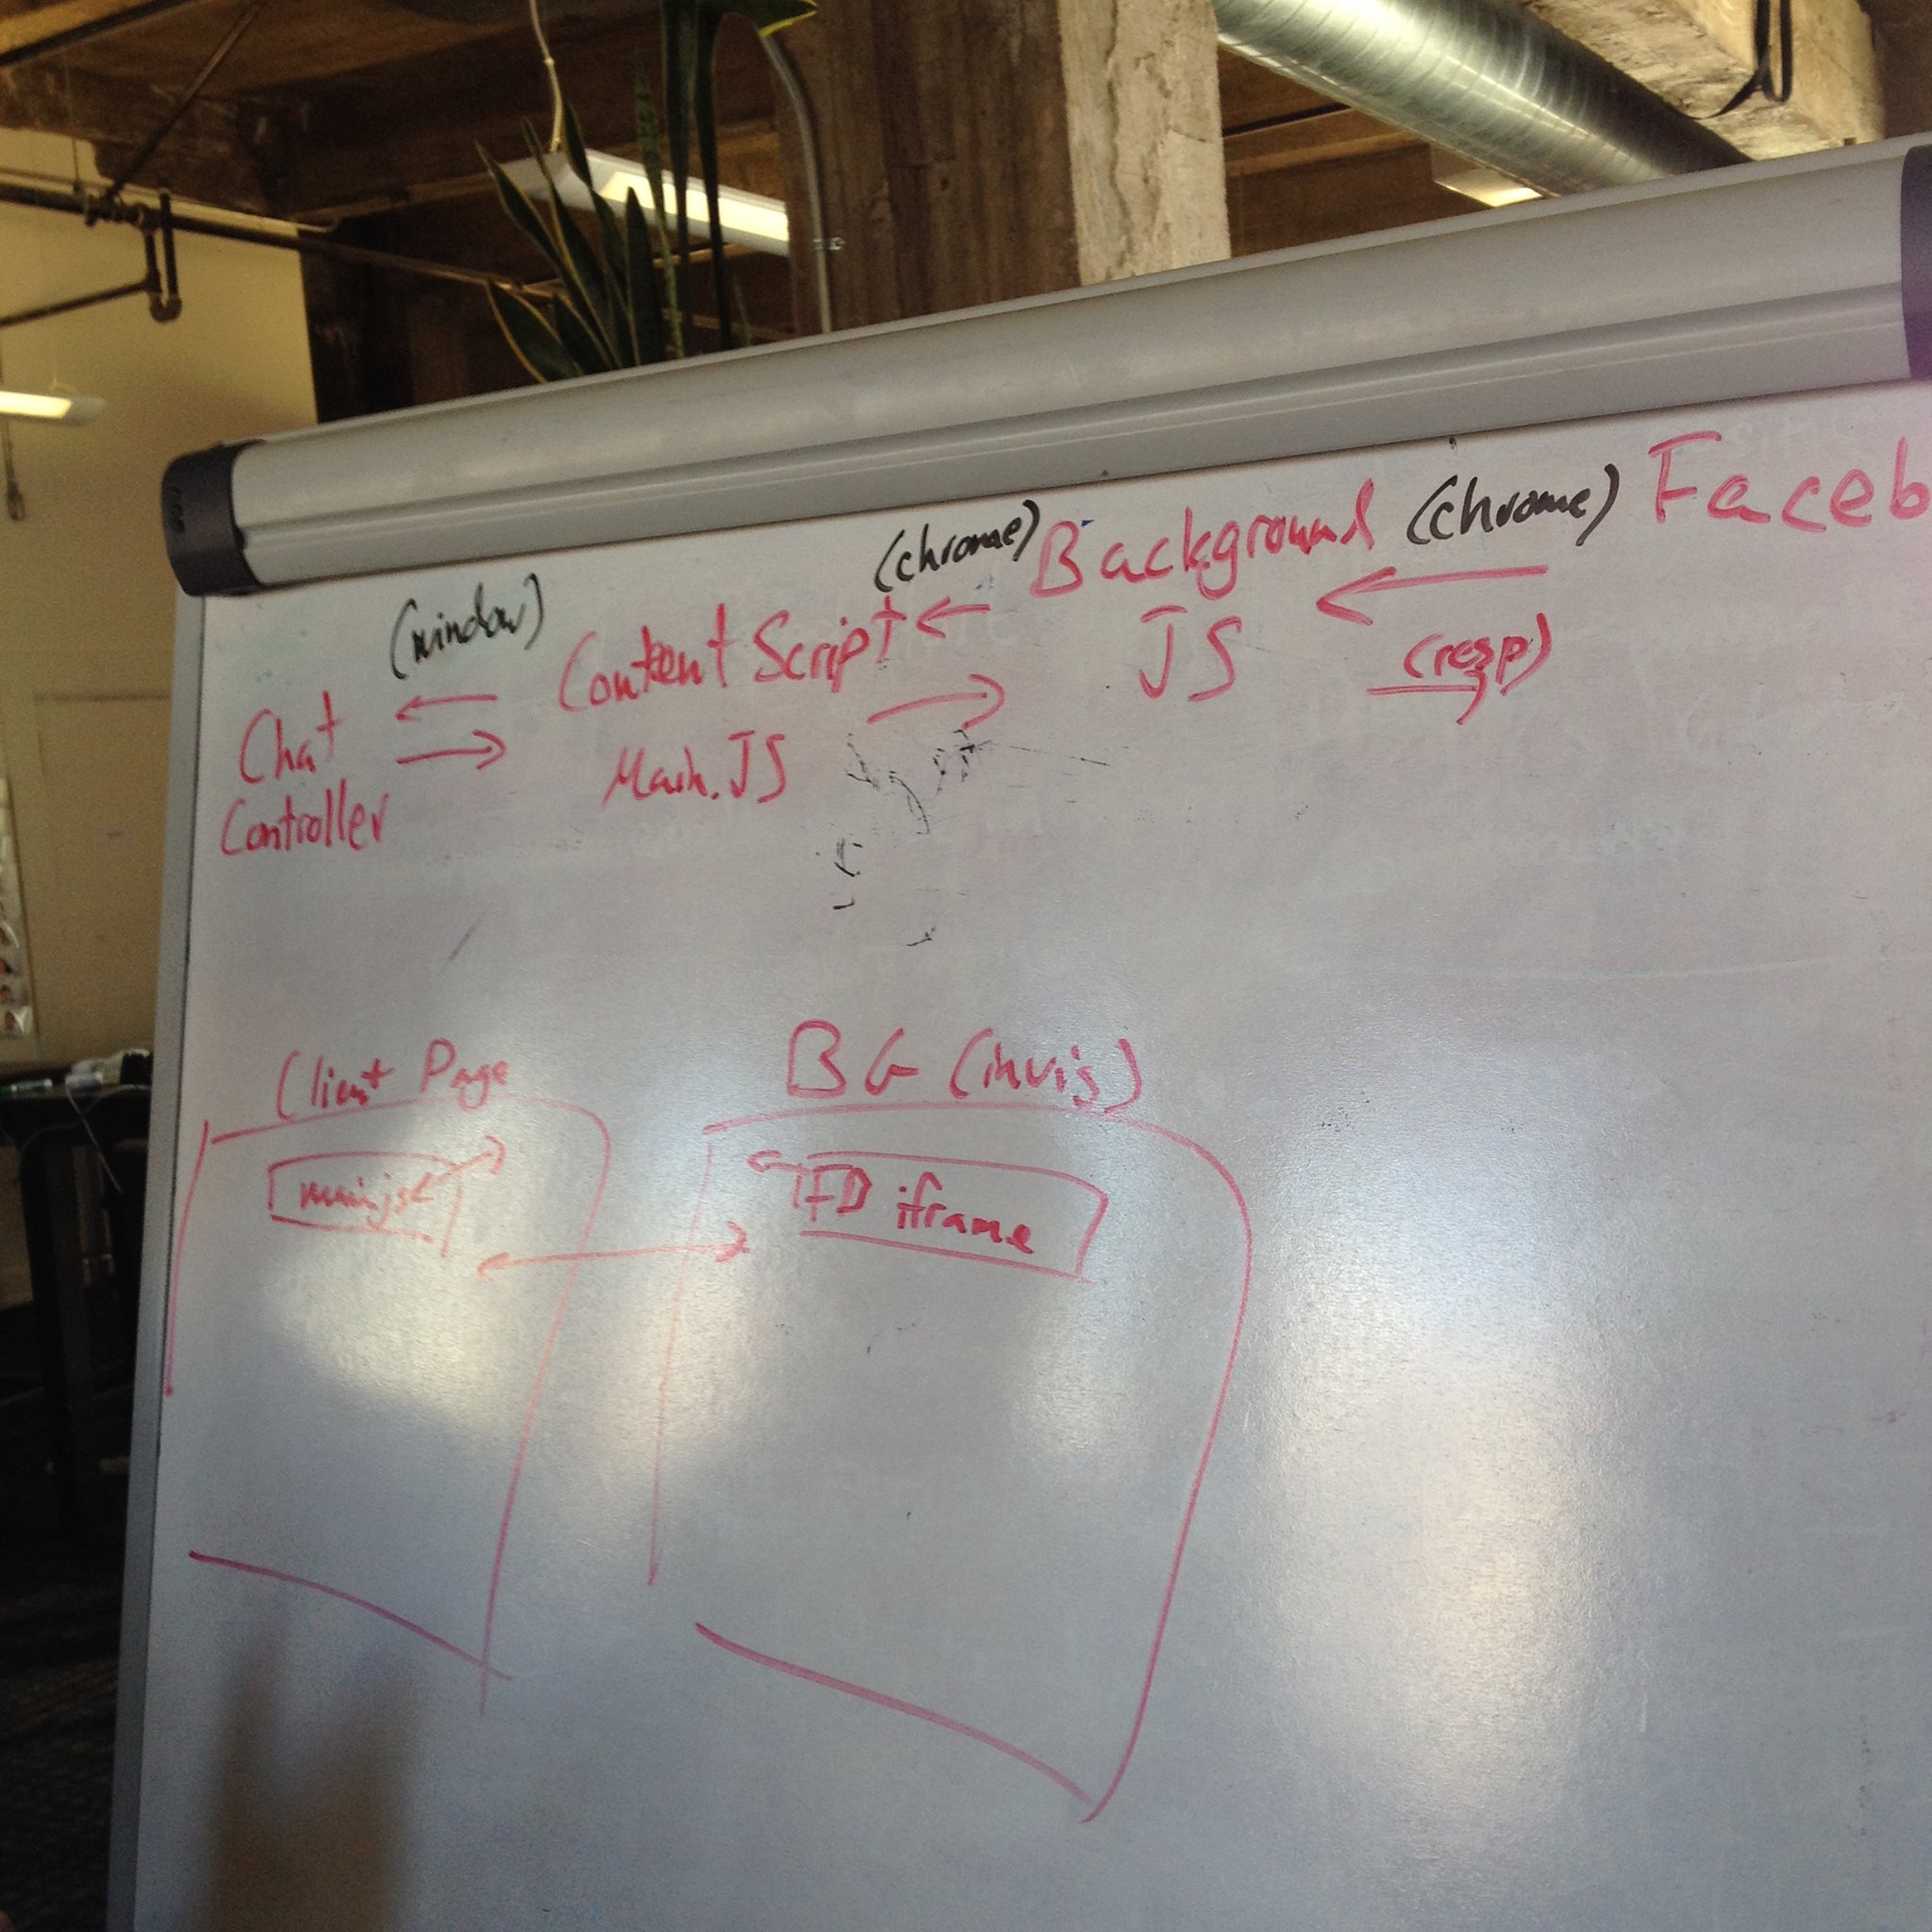 (window)
(chrome)
(chrome)
Faceb
Background
JS
(resp)
Content Script
Main.JS
Chat
Controller
Client Page
BG (invis)
main.js
iframe